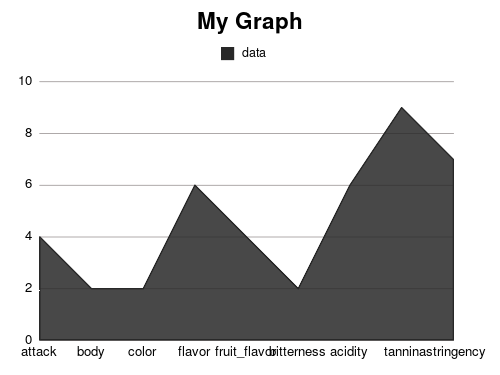 My Graph
data
10
8
6
4
2
0
attack body color flavor fruit_flavor bitterness acidity tannin astringency